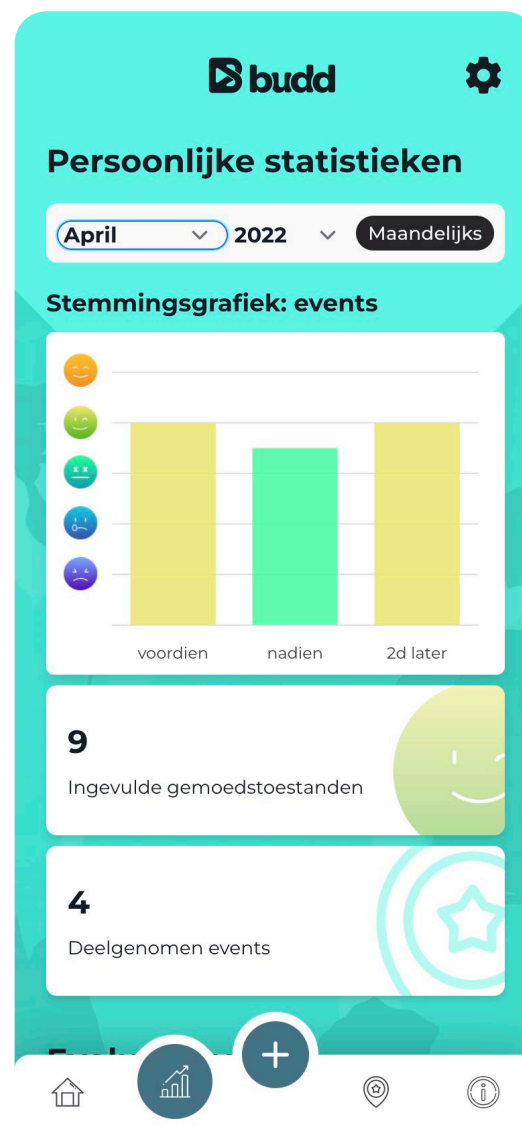 budd
Persoonlijke statistieken
April 2022 Maandelijks
Stemmingsgrafiek: events
voordien nadien 2d later
9
Ingevulde gemoedstoestanden
4
Deelgenomen events